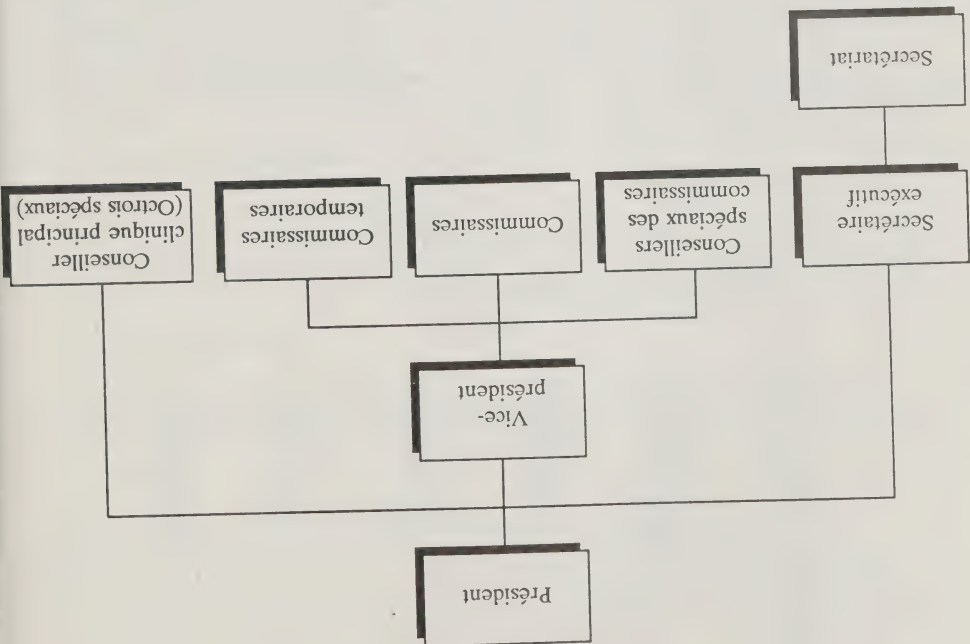 Président
Vice-
président
Secrétaire
exécutif
Conseillers
spéciaux des
commissaires
Commissaires
Commissaires
temporaires
Conseiller
clinique principal
(Octrois spéciaux)
Secrétariat